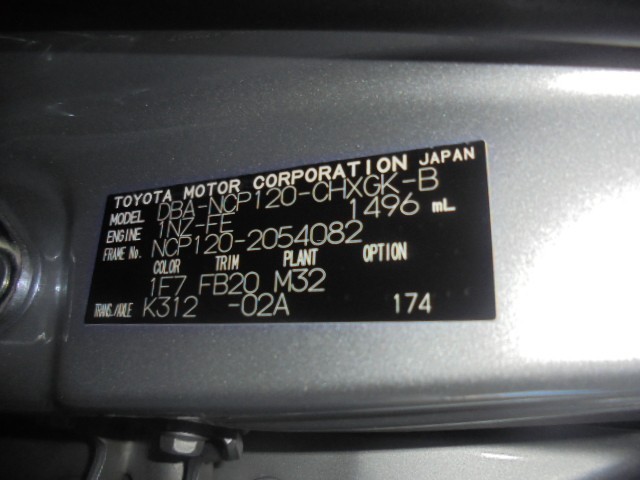 TOYOTA MOTOR CORPORATION JAPAN
MODEL DBA-NCP120-CHXGK-B
ENGINE 1NZ-FE 1496 mL
FRAME No. NCP120-2054082
COLOR TRIM PLANT OPTION
1F7 FB20 M32
TRANS./AXLE K312 -02A 174